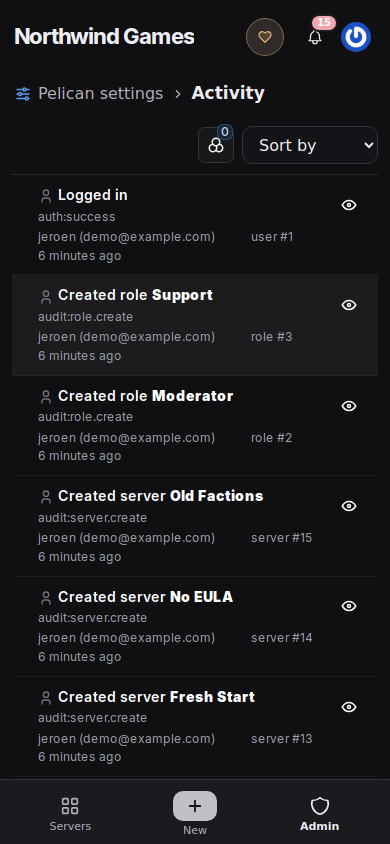 Northwind Games
15
Pelican settings > Activity
0
Sort by
Logged in
auth:success
jeroen (demo@example.com) user #1
6 minutes ago
Created role Support
audit:role.create
jeroen (demo@example.com) role #3
6 minutes ago
Created role Moderator
audit:role.create
jeroen (demo@example.com) role #2
6 minutes ago
Created server Old Factions
audit:server.create
jeroen (demo@example.com) server #15
6 minutes ago
Created server No EULA
audit:server.create
jeroen (demo@example.com) server #14
6 minutes ago
Created server Fresh Start
audit:server.create
jeroen (demo@example.com) server #13
6 minutes ago
Servers
New
Admin